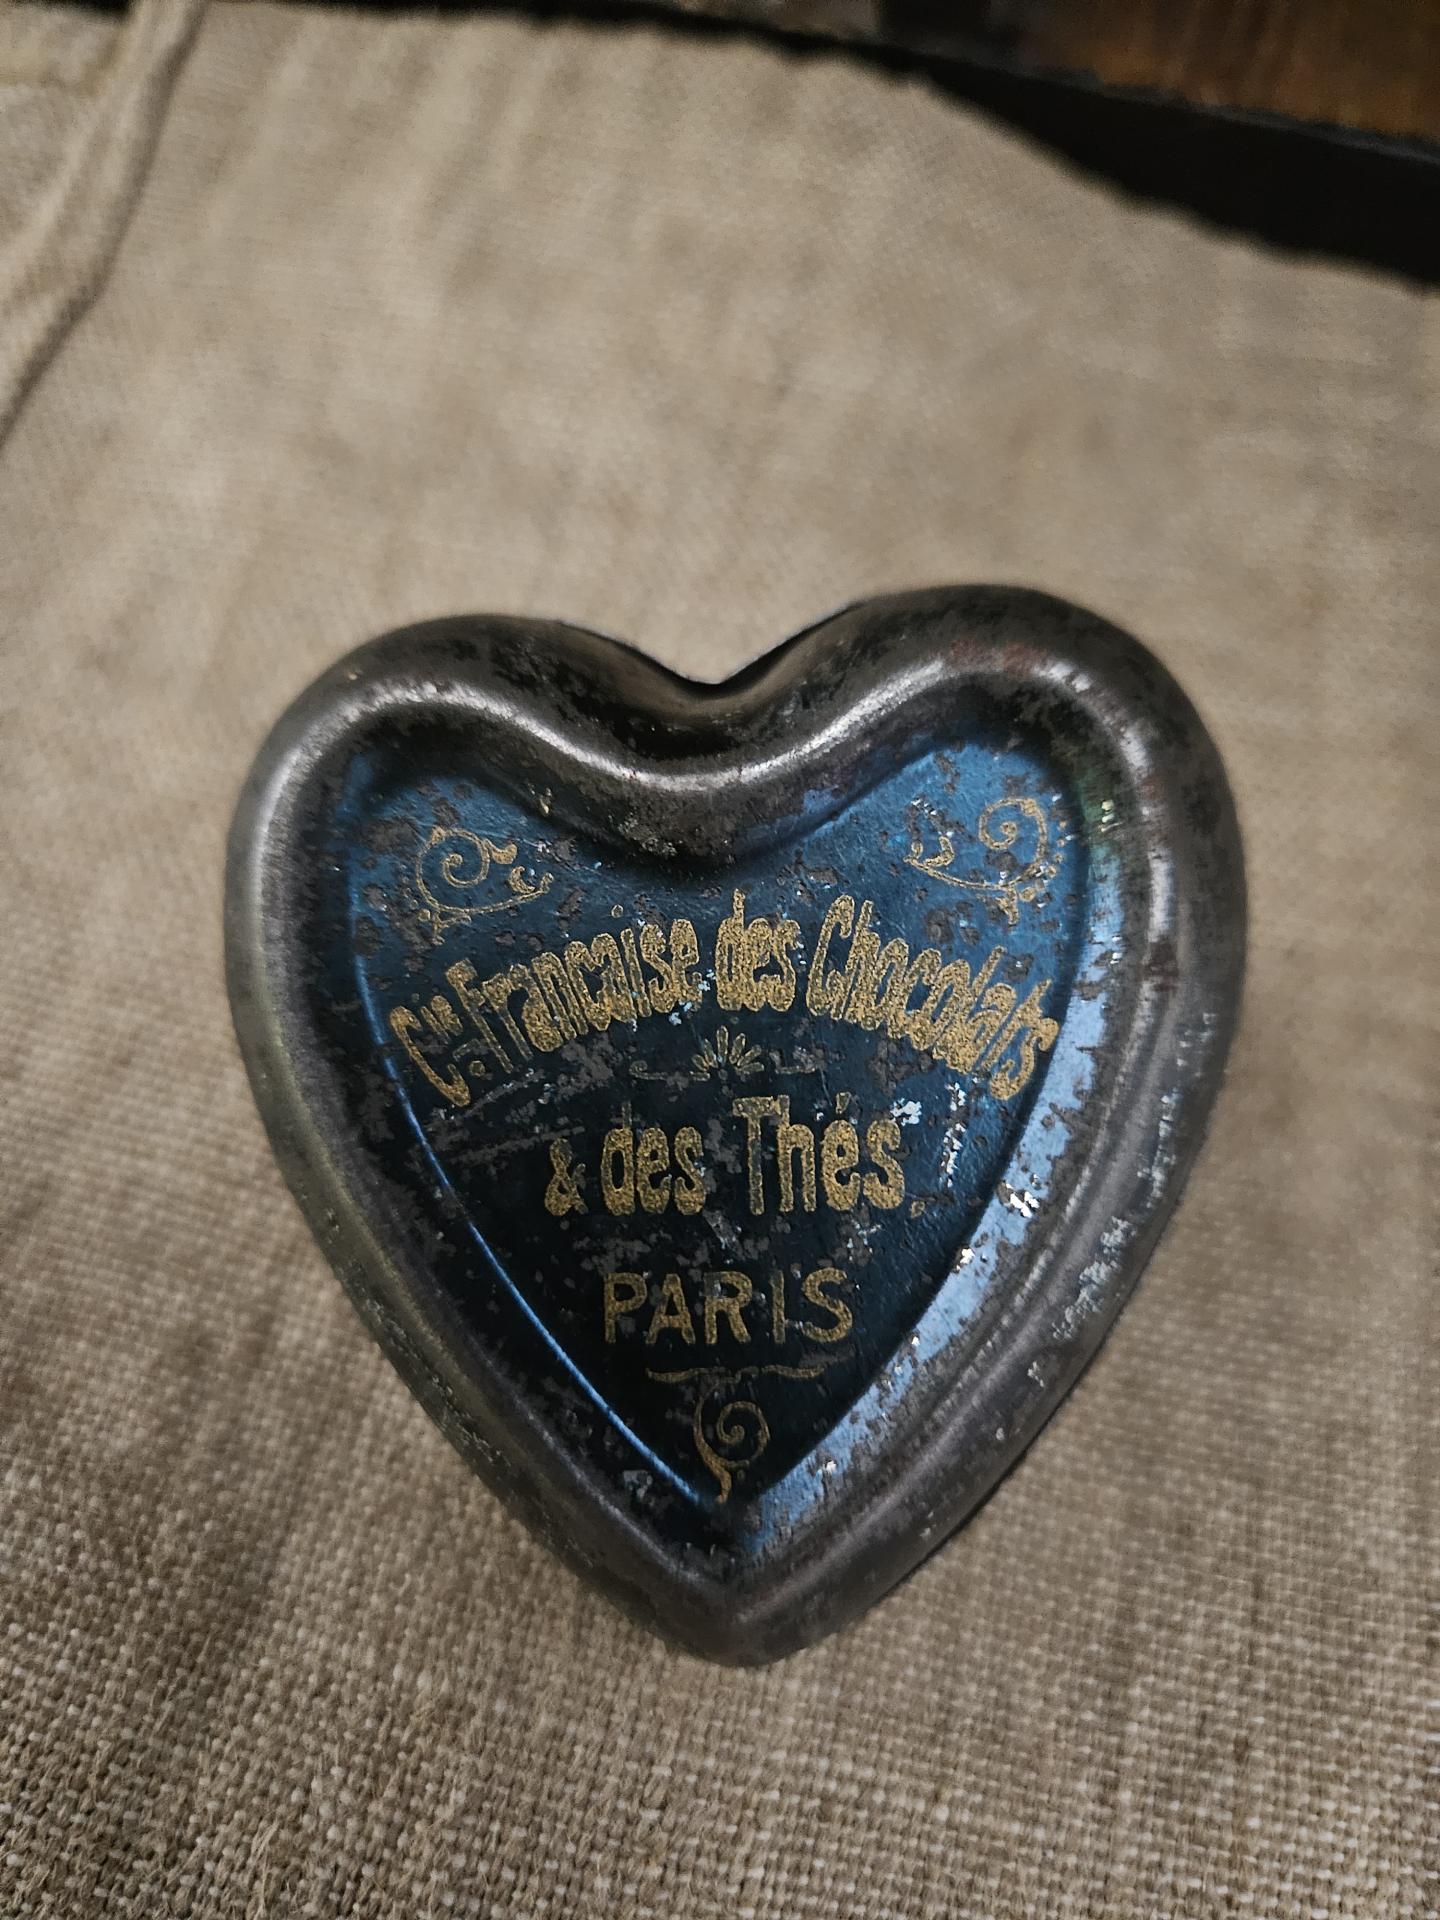 Cie Francaise des Chocolats
& des Thés.
PARIS